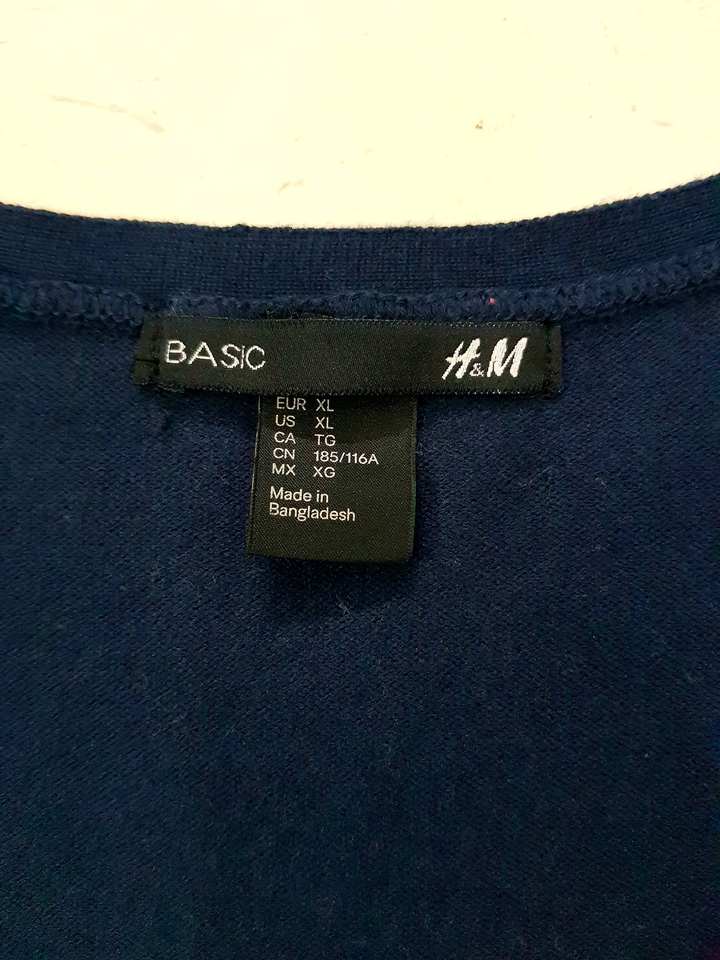 BASIC H&M
EUR XL
US XL
CA TG
CN 185/116A
MX XG
Made in
Bangladesh